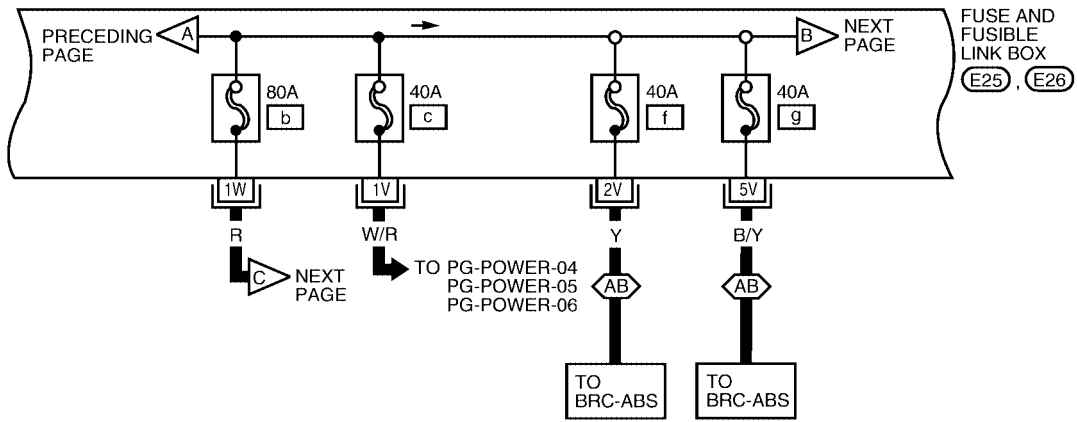 PRECEDING
PAGE
A
B
NEXT
PAGE
FUSE AND
FUSIBLE
LINK BOX
E25 , E26
80A
b
40A
c
40A
f
40A
g
1W
1V
2V
5V
R
W/R
Y
B/Y
C
NEXT
PAGE
TO PG-POWER-04
PG-POWER-05
PG-POWER-06
AB
AB
TO
BRC-ABS
TO
BRC-ABS